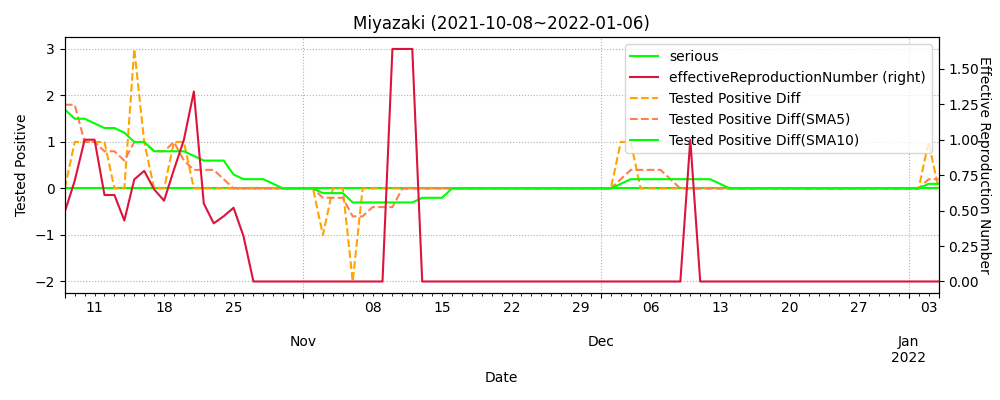 Miyazaki (2021-10-08~2022-01-06)
Tested Positive
3
2
1
0
−1
−2
serious
effectiveReproductionNumber (right)
Tested Positive Diff
Tested Positive Diff(SMA5)
Tested Positive Diff(SMA10)
1.50
1.25
1.00
0.75
0.50
0.25
0.00
Effective Reproduction Number
11 18 25 08 15 22 29 06 13 20 27 03
Nov Dec Jan
2022
Date